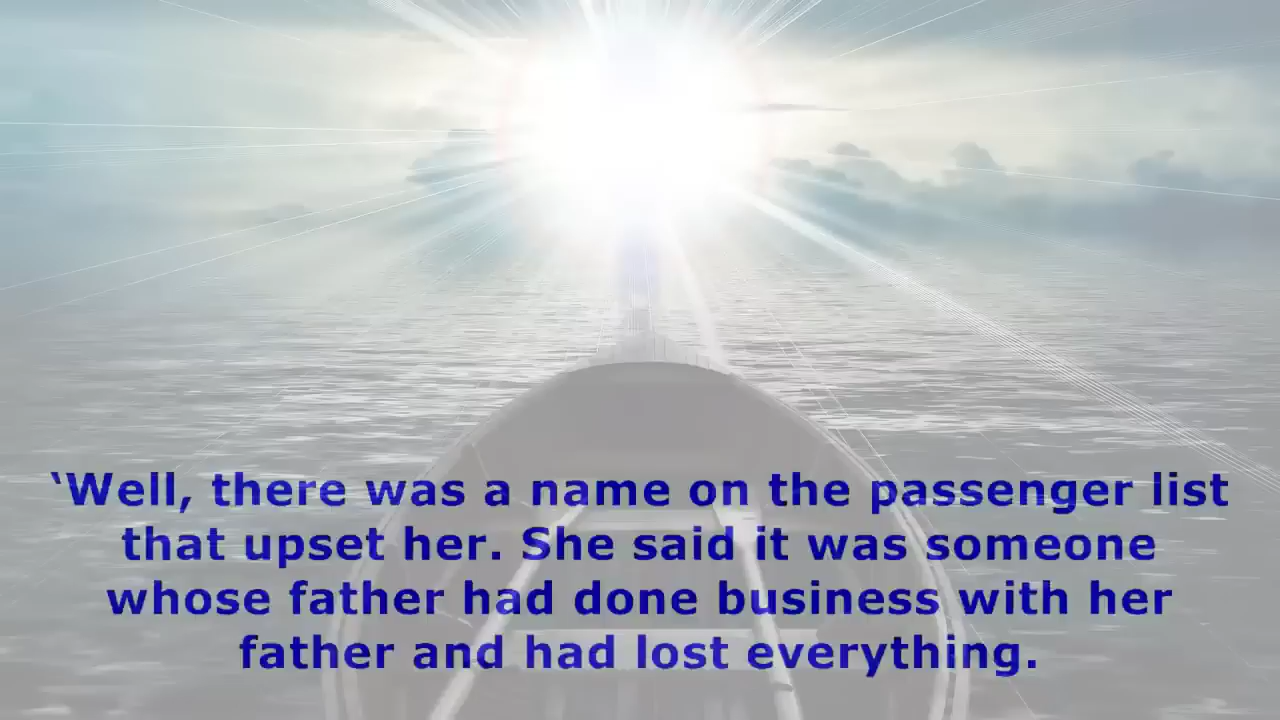 ‘Well, there was a name on the passenger list
that upset her. She said it was someone
whose father had done business with her
father and had lost everything.